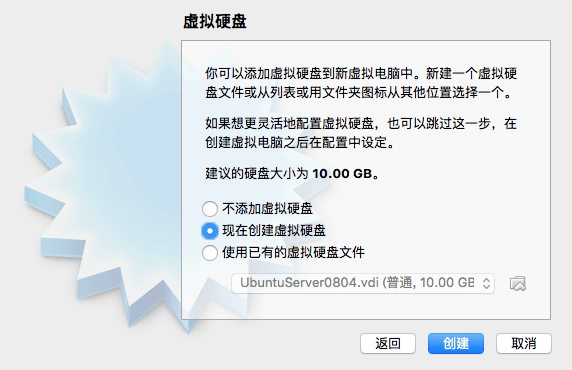 虚拟硬盘
你可以添加虚拟硬盘到新虚拟电脑中。新建一个虚拟硬
盘文件或从列表或用文件夹图标从其他位置选择一个。
如果想更灵活地配置虚拟硬盘，也可以跳过这一步，在
创建虚拟电脑之后在配置中设定。
建议的硬盘大小为 10.00 GB。
不添加虚拟硬盘
现在创建虚拟硬盘
使用已有的虚拟硬盘文件
UbuntuServer0804.vdi (普通, 10.00 GB
返回
创建
取消